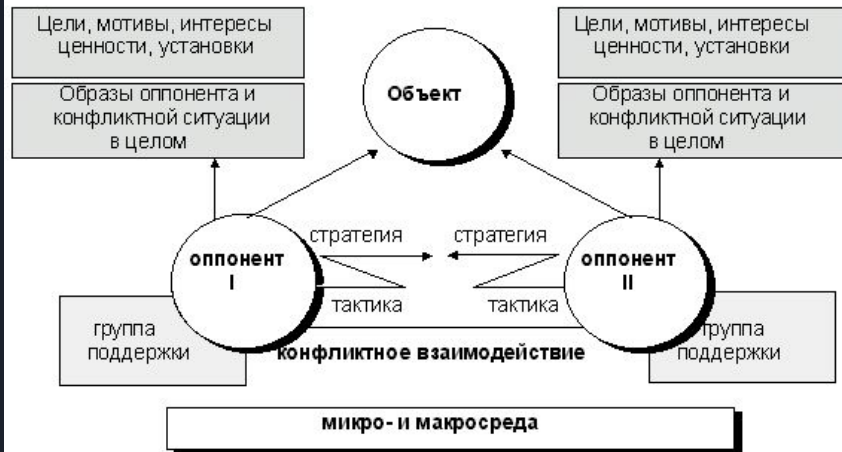 Цели, мотивы, интересы
ценности, установки
Образы оппонента и
конфликтной ситуации
в целом
Объект
Цели, мотивы, интересы
ценности, установки
Образы оппонента и
конфликтной ситуации
в целом
оппонент
I
стратегия
стратегия
тактика
тактика
оппонент
II
группа
поддержки
конфликтное взаимодействие
группа
поддержки
микро- и макросреда